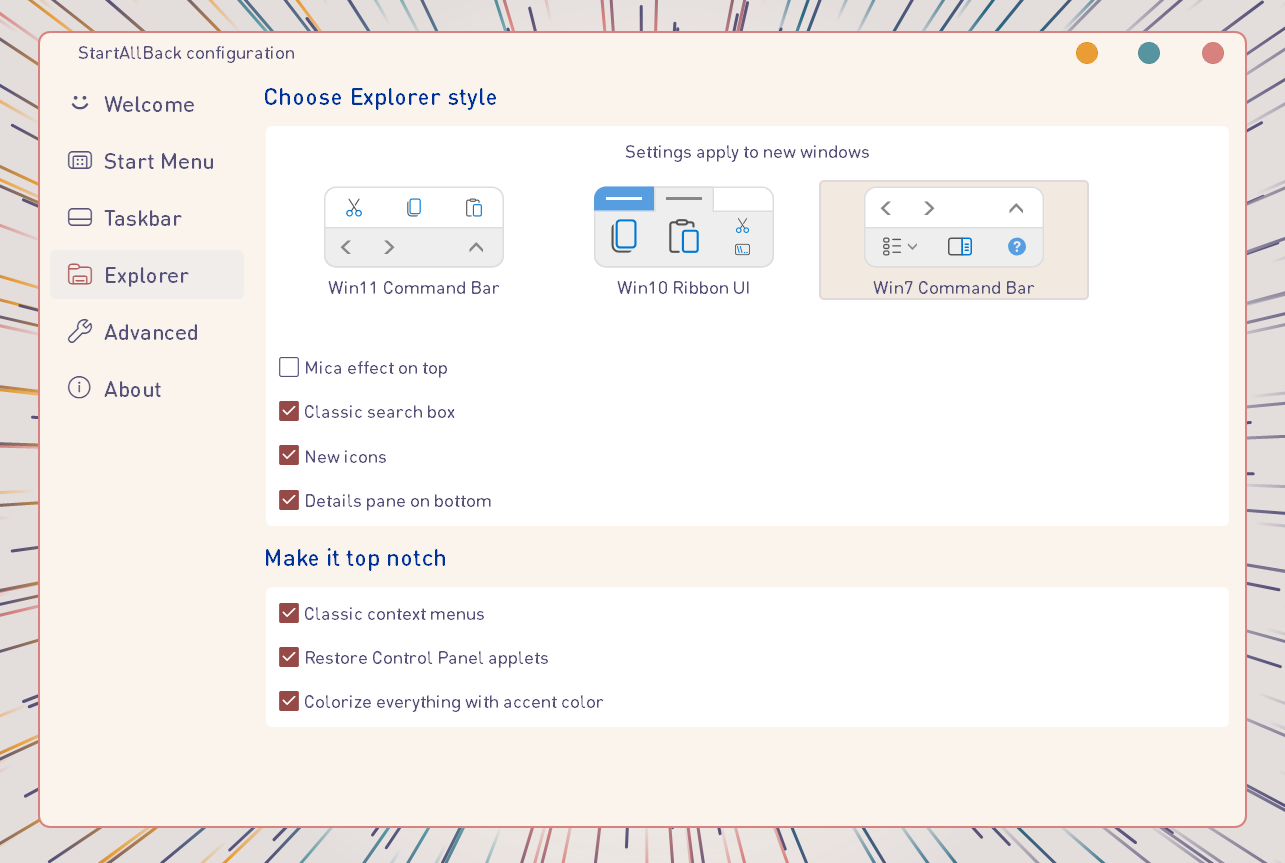 StartAllBack configuration
Welcome
Start Menu
Taskbar
Explorer
Advanced
About
Choose Explorer style
Settings apply to new windows
Win11 Command Bar
Win10 Ribbon UI
Win7 Command Bar
Mica effect on top
Classic search box
New icons
Details pane on bottom
Make it top notch
Classic context menus
Restore Control Panel applets
Colorize everything with accent color